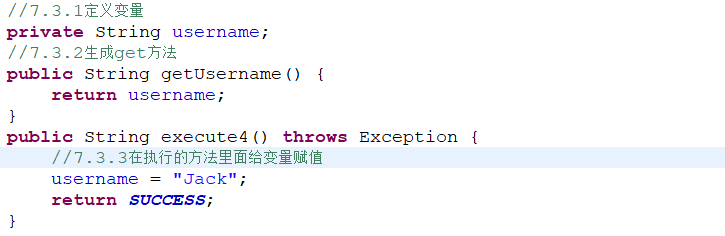 //7.3.1定义变量
private String username;
//7.3.2生成get方法
public String getUsername() {
    return username;
}
public String execute4() throws Exception {
    //7.3.3在执行的方法里面给变量赋值
    username = "Jack";
    return SUCCESS;
}